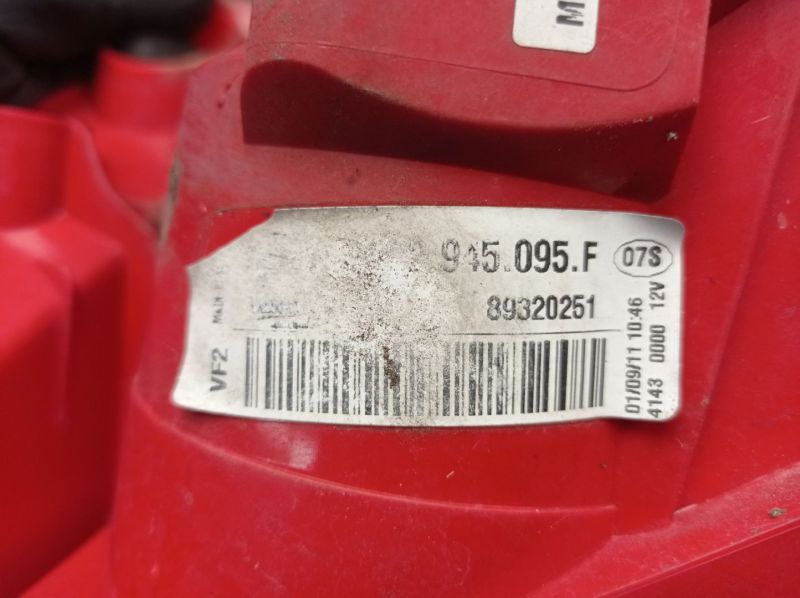 M
945.095.F
07S
89320251
VF2
01/09/11 10:46
4143 0000 12V